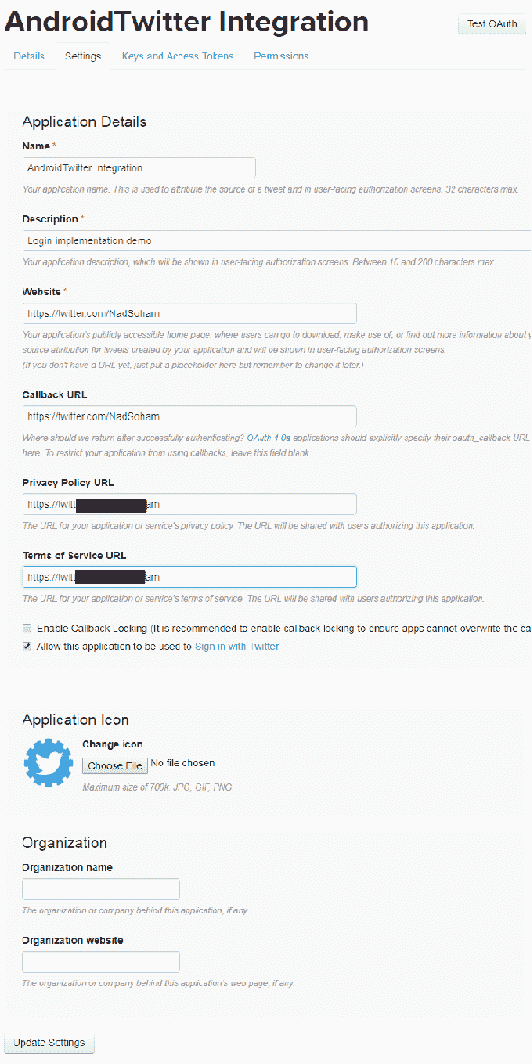 AndroidTwitter Integration
Test OAuth
Details Settings Keys and Access Tokens Permissions
Application Details
Name *
AndroidTwitter Integration
Your application name. This is used to attribute the source of a tweet and in user-facing authorization screens. 32 characters max.
Description *
Login implementation demo
Your application description, which will be shown in user-facing authorization screens. Between 10 and 200 characters max.
Website *
https://twitter.com/NadSoham
Your application's publicly accessible home page, where users can go to download, make use of, or find out more information about
source attribution for tweets created by your application and will be shown in user-facing authorization screens.
(If you don't have a URL yet, just put a placeholder here but remember to change it later.)
Callback URL
https://twitter.com/NadSoham
Where should we return after successfully authenticating? OAuth 1.0a applications should explicitly specify their oauth_callback URL
here. To restrict your application from using callbacks, leave this field blank.
Privacy Policy URL
https://twitt am
The URL for your application or service's privacy policy. The URL will be shared with users authorizing this application.
Terms of Service URL
https://twitt am
The URL for your application or service's terms of service. The URL will be shared with users authorizing this application.
Enable Callback Locking (It is recommended to enable callback locking to ensure apps cannot overwrite the ca
Allow this application to be used to Sign in with Twitter
Application Icon
Change icon
Choose File No file chosen
Maximum size of 700k. JPG, GIF, PNG.
Organization
Organization name
The organization or company behind this application, if any.
Organization website
The organization or company behind this application's web page, if any.
Update Settings